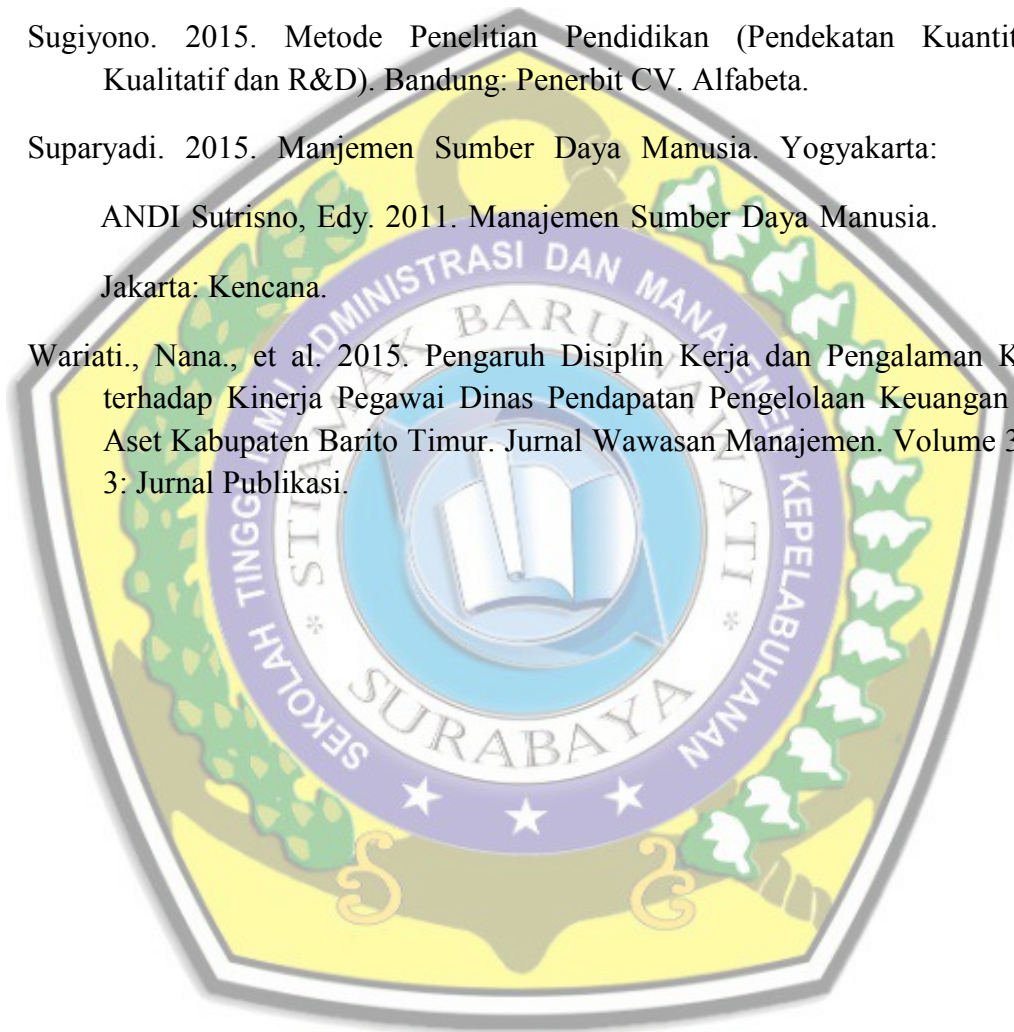 Sugiyono. 2015. Metode Penelitian Pendidikan (Pendekatan Kuantit
Kualitatif dan R&D). Bandung: Penerbit CV. Alfabeta.
Suparyadi. 2015. Manjemen Sumber Daya Manusia. Yogyakarta:
ANDI Sutrisno, Edy. 2011. Manajemen Sumber Daya Manusia.
Jakarta: Kencana.
Wariati., Nana., et al. 2015. Pengaruh Disiplin Kerja dan Pengalaman K
terhadap Kinerja Pegawai Dinas Pendapatan Pengelolaan Keuangan
Aset Kabupaten Barito Timur. Jurnal Wawasan Manajemen. Volume 3
3: Jurnal Publikasi.
SEKOLAH TINGGI ILMU ADMINISTRASI DAN MANAJEMEN KEPELABUHANAN
STIAMAK BARUNAWATI
* SURABAYA *